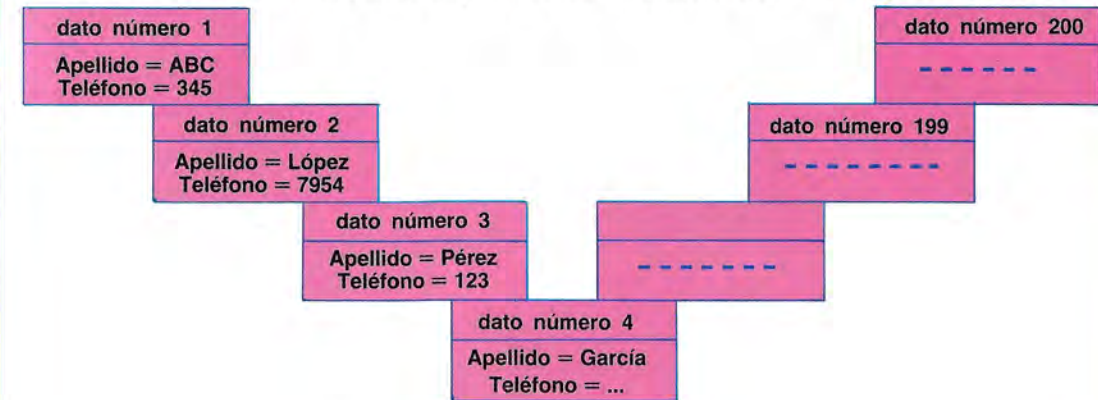 dato número 1
Apellido = ABC
Teléfono = 345
dato número 2
Apellido = López
Teléfono = 7954
dato número 3
Apellido = Pérez
Teléfono = 123
dato número 4
Apellido = García
Teléfono = ...
dato número 199
dato número 200